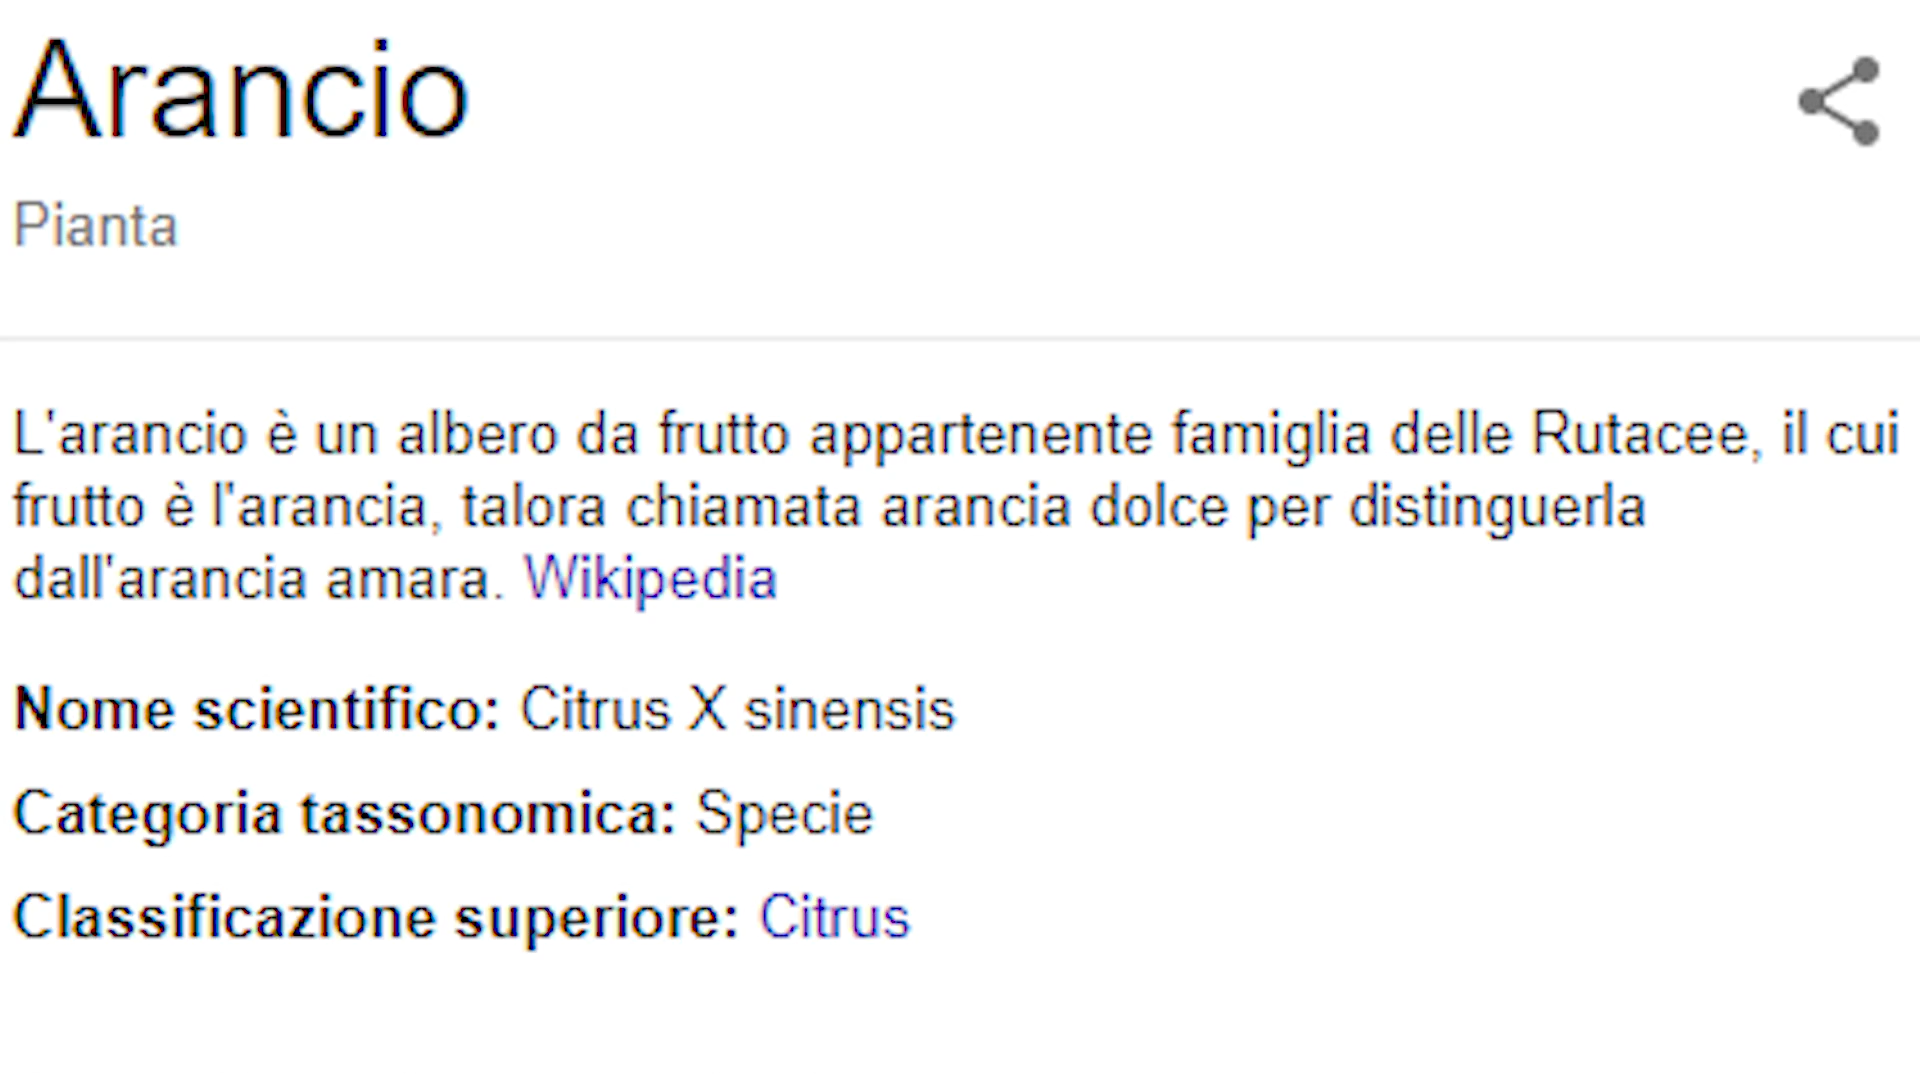 Arancio
Pianta
L'arancio è un albero da frutto appartenente famiglia delle Rutacee, il cui
frutto è l'arancia, talora chiamata arancia dolce per distinguerla
dall'arancia amara. Wikipedia
Nome scientifico: Citrus X sinensis
Categoria tassonomica: Specie
Classificazione superiore: Citrus